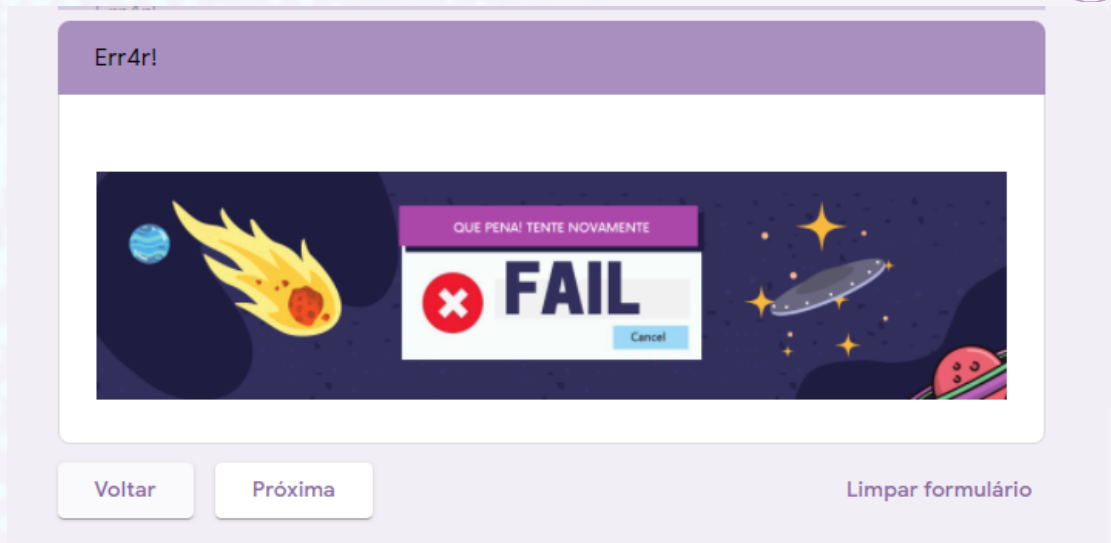 Err4r!
QUE PENA! TENTE NOVAMENTE
FAIL
Cancel
Voltar
Próxima
Limpar formulário